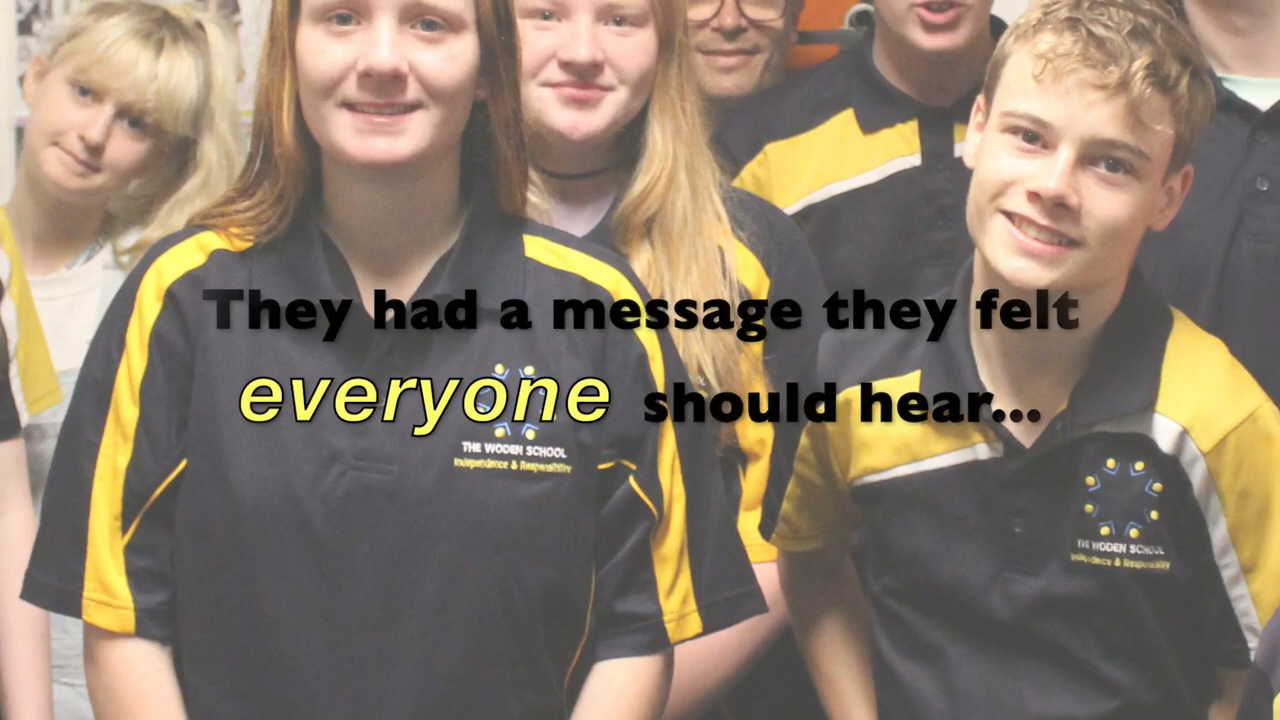 They had a message they felt
everyone should hear...
THE WODEN SCHOOL
Independence & Responsibility
THE WODEN SCHOOL
Independence & Responsibility